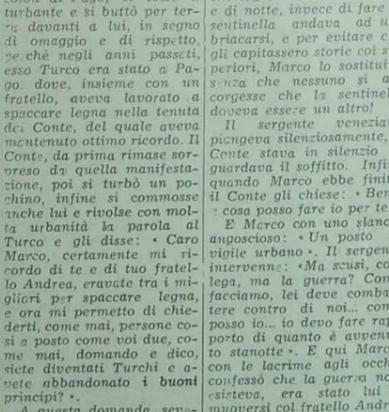 turbante e si buttò per ter-
ra davanti a lui, in segno
di omaggio e di rispetto,
perchè negli anni passati,
esso Turco era stato a Pa-
go. dove, insieme con un
fratello, aveva lavorato a
spaccare legna nella tenuta
dei Conte, del quale aveva
mantenuto ottimo ricordo. Il
Conte, da prima rimase sor-
preso da quella manifesta-
zione, poi si turbò un po-
chino, infine si commosse
anche lui e rivolse con mol-
ta urbanità la parola al
Turco e gli disse: « Caro
Marco, certamente mi ri-
cordo di te e di tuo fratel-
lo Andrea, eravate tra i mi-
gliori per spaccare legna,
e ora mi permetto di chie-
derti, come mai, persone co-
sì a posto come voi due, co-
me mai, domando e dico,
siete diventati Turchi e a-
vete abbandonato i buoni
principi? ».
A questa domanda
e di notte, invece di fare
sentinella andava ad
briacarsi, e per evitare c
gli capitassero storie coi s
periori, Marco lo sostituì
senza che nessuno si a
corgesse che la sentinel
doveva essere un altro!
Il sergente venezia
piangeva silenziosamente,
Conte stava in silenzio
guardava il soffitto. Infi
quando Marco ebbe finit
il Conte gli chiese: « Ben
cosa posso fare io per te
E Marco con uno slanc
angoscioso: « Un posto
vigile urbano ». Il sergen
intervenne: «Ma scusi, co
lega, ma la guerra? Con
facciamo, lei deve comba
tere contro di noi... com
posso io... io devo fare rap
porto di quanto è avvenu
to stanotte ». E qui Marc
con le lacrime agli occh
confessò che la guerra no
esisteva, era stato lui
muoversi col fratello And